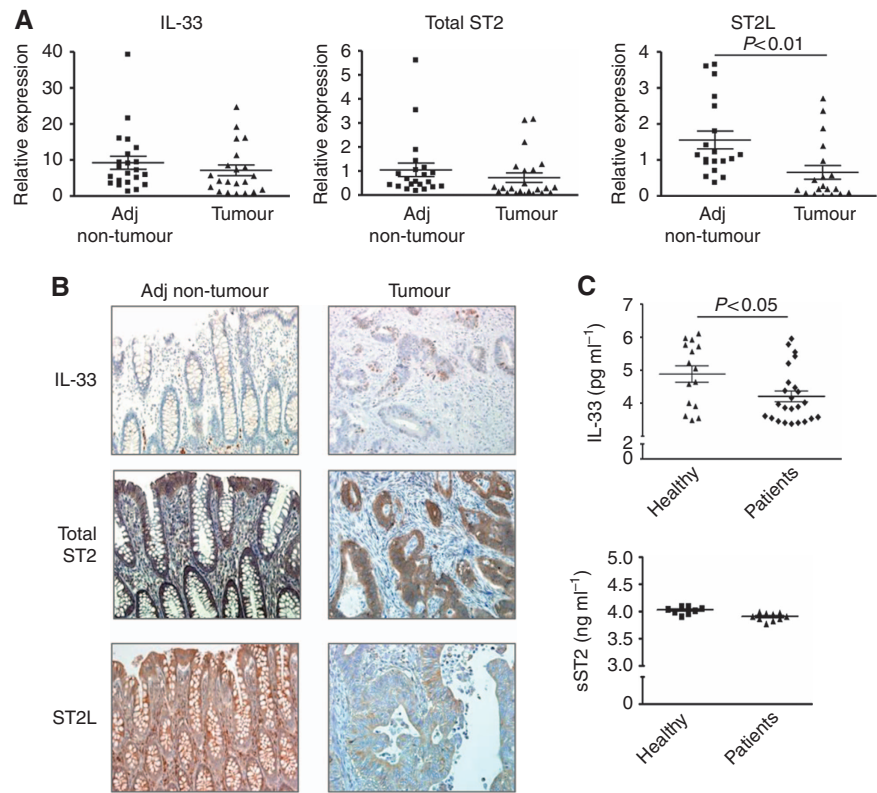 A
IL-33
Relative expression
40
30
20
10
0
Adj
non-tumour
Tumour
Total ST2
Relative expression
6
5
4
3
2
1
0
Adj
non-tumour
Tumour
ST2L
P<0.01
Relative expression
4
3
2
1
0
Adj
non-tumour
Tumour
B
Adj non-tumour
Tumour
IL-33
Total
ST2
ST2L
C
P<0.05
IL-33 (pg ml−1)
7
6
5
4
2
0
Healthy
Patients
sST2 (ng ml−1)
5.0
4.5
4.0
3.5
3.0
0
Healthy
Patients